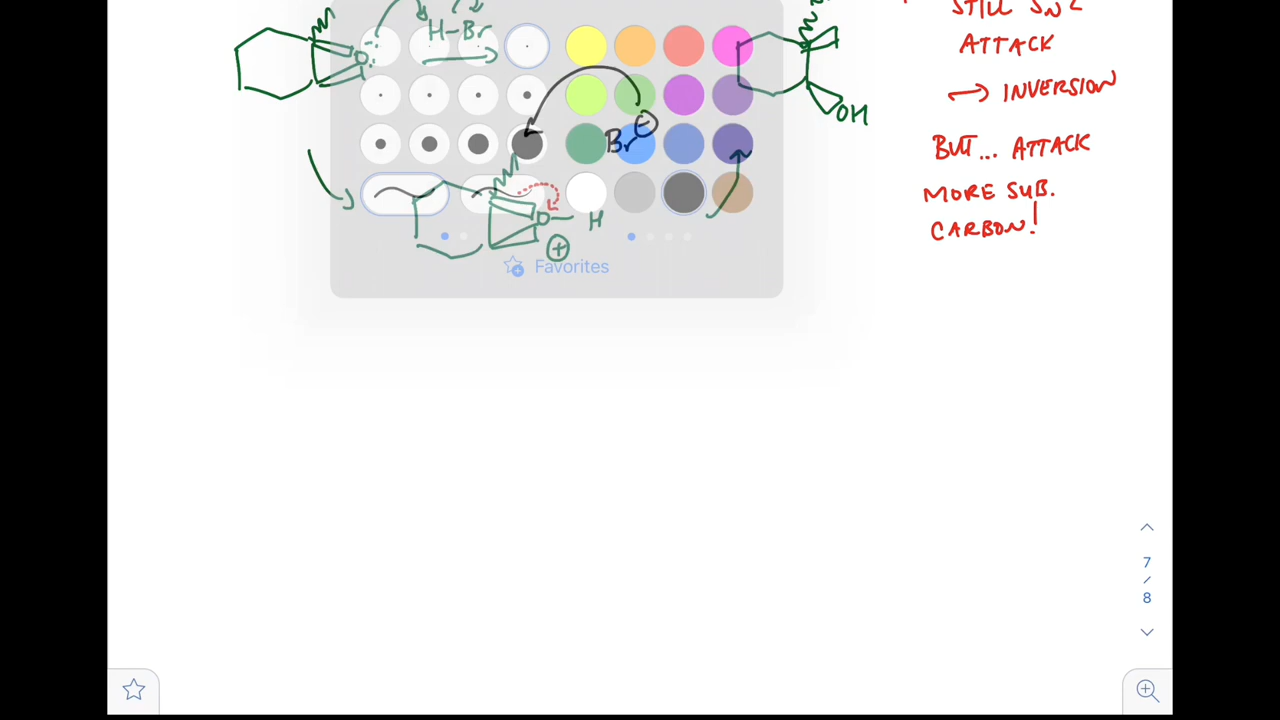 STILL SN2
ATTACK
→ INVERSION
BUT... ATTACK
MORE SUB.
CARBON!
H-Br
O
OH
Br⊖
O-H
⊕
Favorites
7
/
8